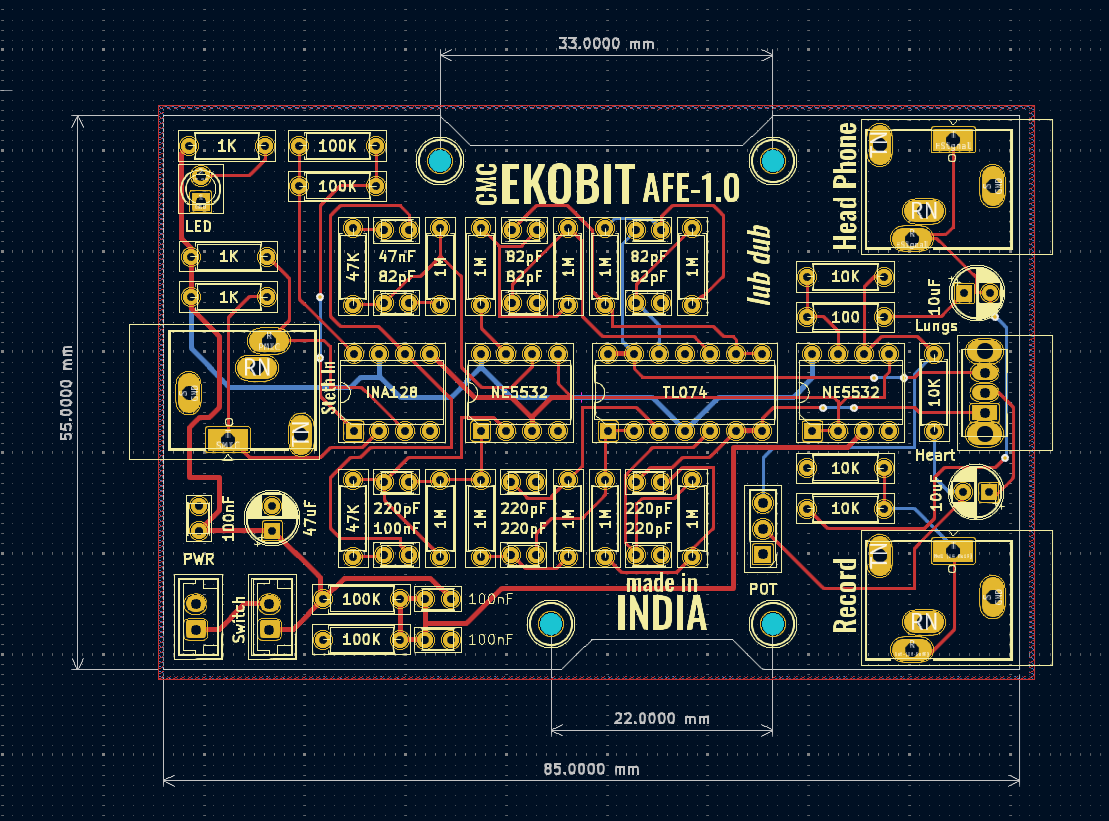 33.0000 mm
1K
100K
100K
LED
CMC
EKOBIT AFE-1.0
Head Phone
RN
1K
1K
47K
47nF
82pF
1M
1M
82pF
82pF
1M
1M
82pF
82pF
1M
lub dub
10K
100
10uF
Lungs
55.0000 mm
RN
Steth In
INA128
NE5532
TL074
NE5532
10K
Heart
10K
10K
10uF
100nF
47uF
47K
220pF
100nF
1M
1M
220pF
220pF
1M
1M
220pF
220pF
1M
PWR
Switch
100K
100nF
100K
100nF
made in
INDIA
POT
Record
RN
22.0000 mm
85.0000 mm